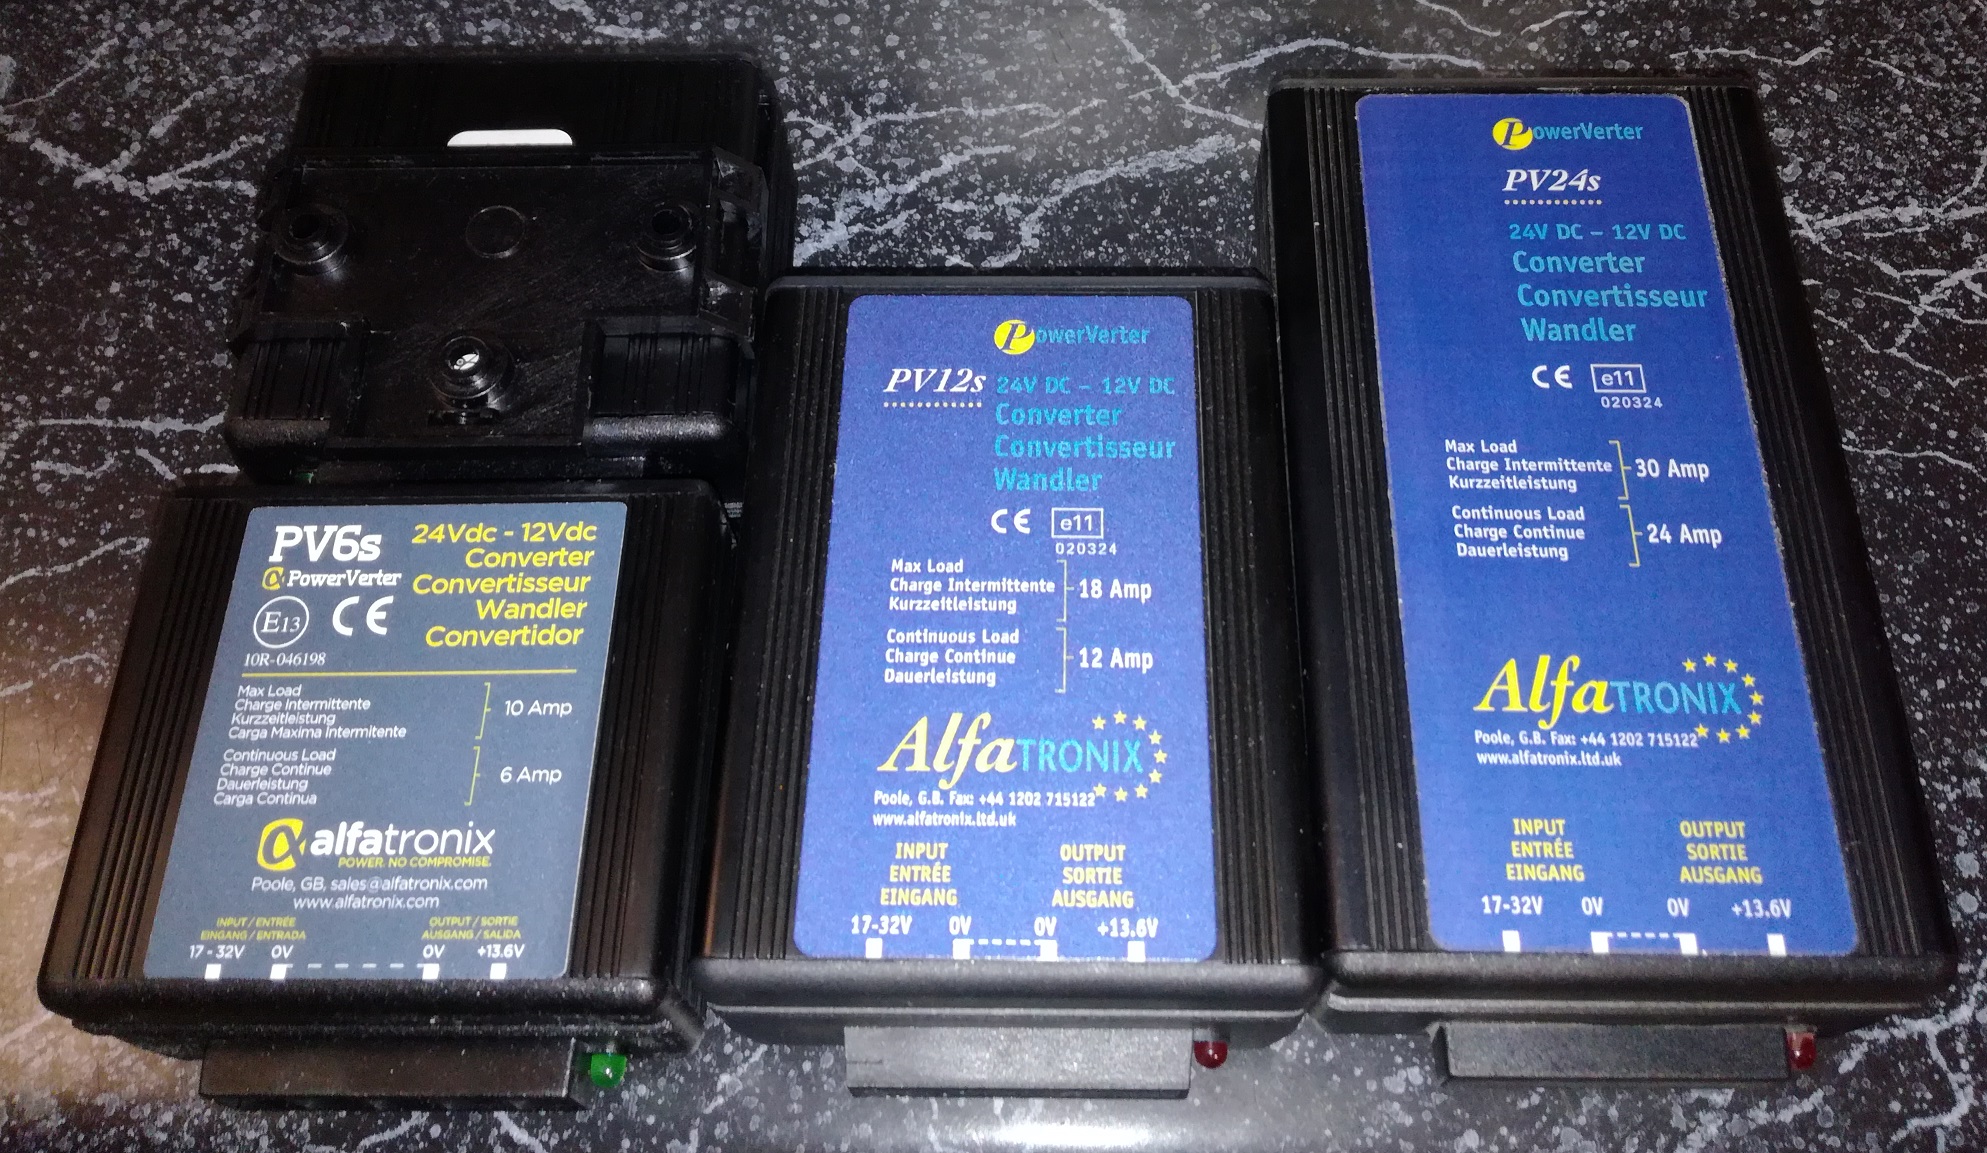 PV6s
PowerVerter
E13
CE
10R-046198
24Vdc - 12Vdc
Converter
Convertisseur
Wandler
Convertidor
Max Load
Charge Intermittente
Kurzzeitleistung
Carga Maxima Intermitente
10 Amp
Continuous Load
Charge Continue
Dauerleistung
Carga Continua
6 Amp
alfatronix
POWER. NO COMPROMISE.
Poole, GB, sales@alfatronix.com
www.alfatronix.com
INPUT / ENTRÉE
EINGANG / ENTRADA
OUTPUT / SORTIE
AUSGANG / SALIDA
17 - 32V 0V 0V +13.6V
PowerVerter
PV12s
24V DC – 12V DC
Converter
Convertisseur
Wandler
CE e11
020324
Max Load
Charge Intermittente
Kurzzeitleistung
18 Amp
Continuous Load
Charge Continue
Dauerleistung
12 Amp
AlfaTRONIX
Poole, G.B. Fax: +44 1202 715122
www.alfatronix.ltd.uk
INPUT
ENTRÉE
EINGANG
OUTPUT
SORTIE
AUSGANG
17-32V 0V 0V +13.6V
PowerVerter
PV24s
24V DC – 12V DC
Converter
Convertisseur
Wandler
CE e11
020324
Max Load
Charge Intermittente
Kurzzeitleistung
30 Amp
Continuous Load
Charge Continue
Dauerleistung
24 Amp
AlfaTRONIX
Poole, G.B. Fax: +44 1202 715122
www.alfatronix.ltd.uk
INPUT
ENTRÉE
EINGANG
OUTPUT
SORTIE
AUSGANG
17-32V 0V 0V +13.6V